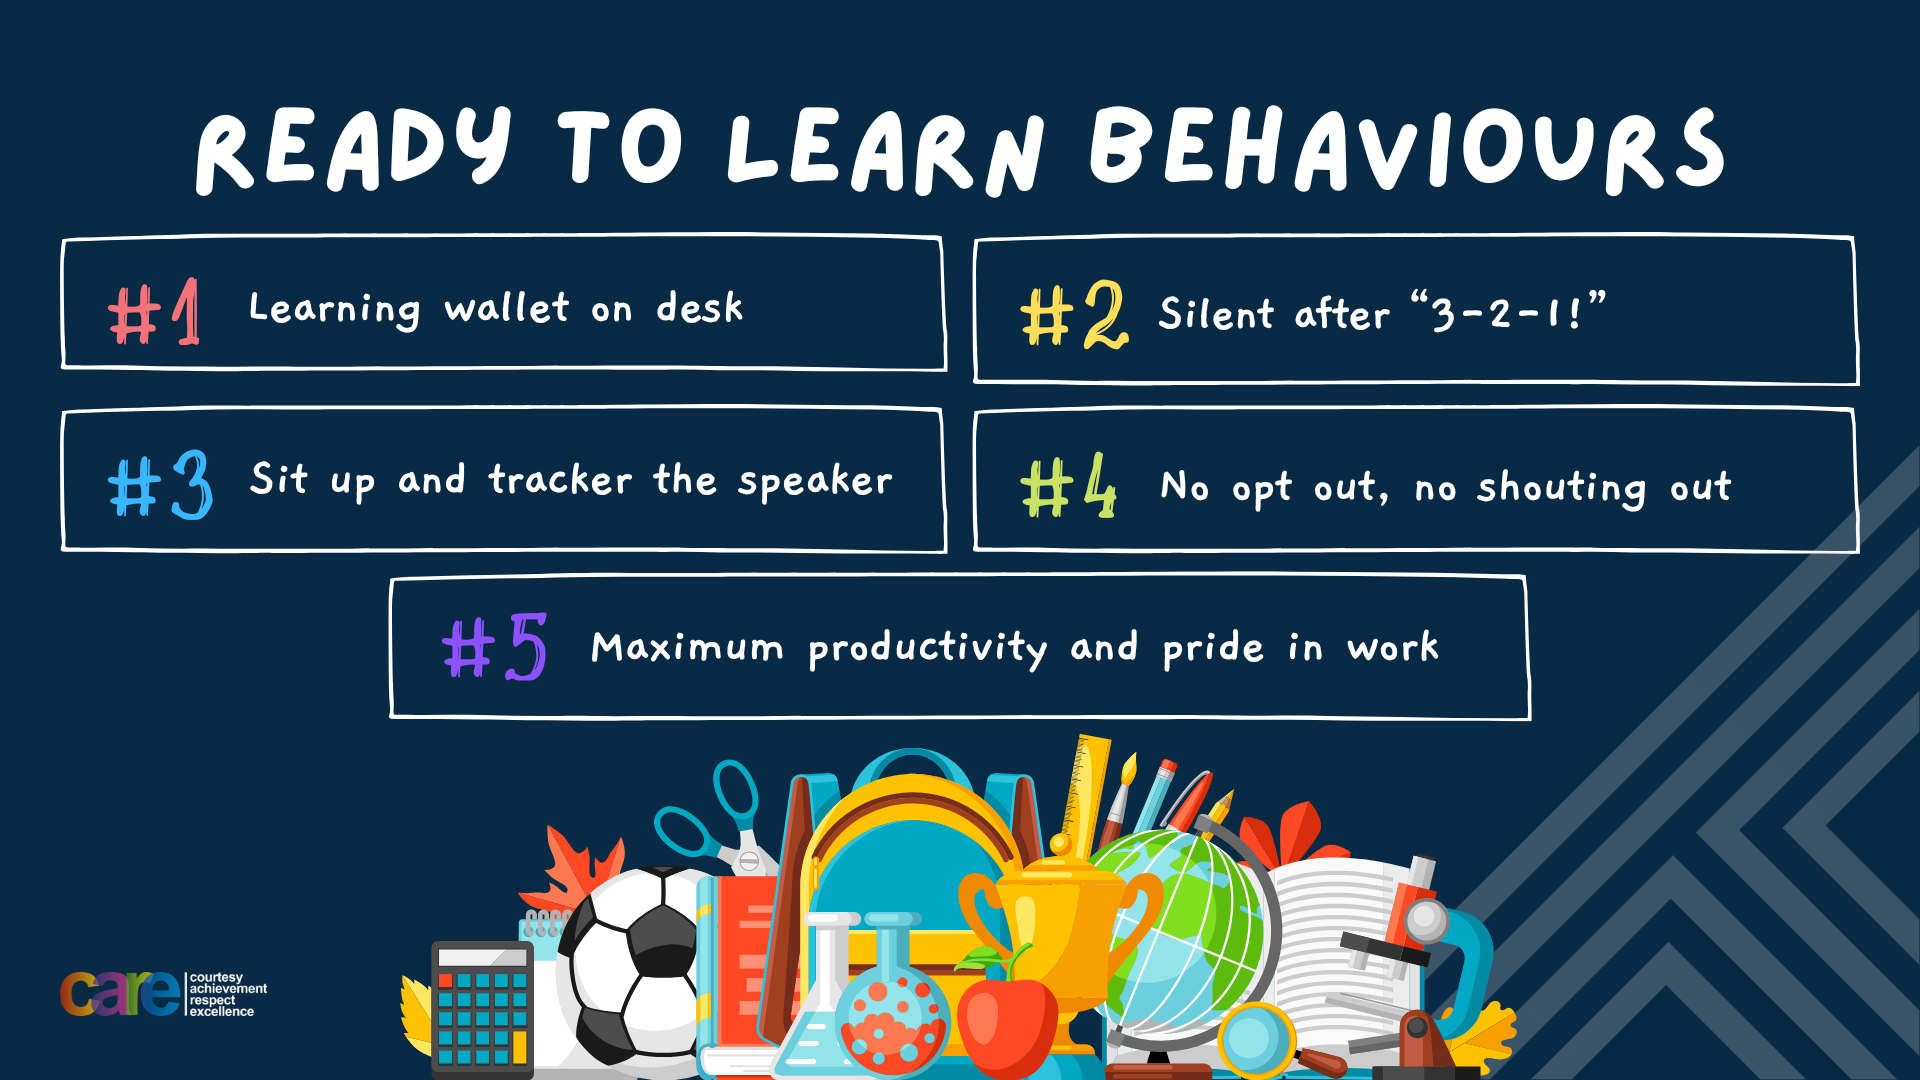 READY TO LEARN BEHAVIOURS
#1 Learning wallet on desk
#2 Silent after “3-2-1!”
#3 Sit up and tracker the speaker
#4 No opt out, no shouting out
#5 Maximum productivity and pride in work
care
courtesy
achievement
respect
excellence